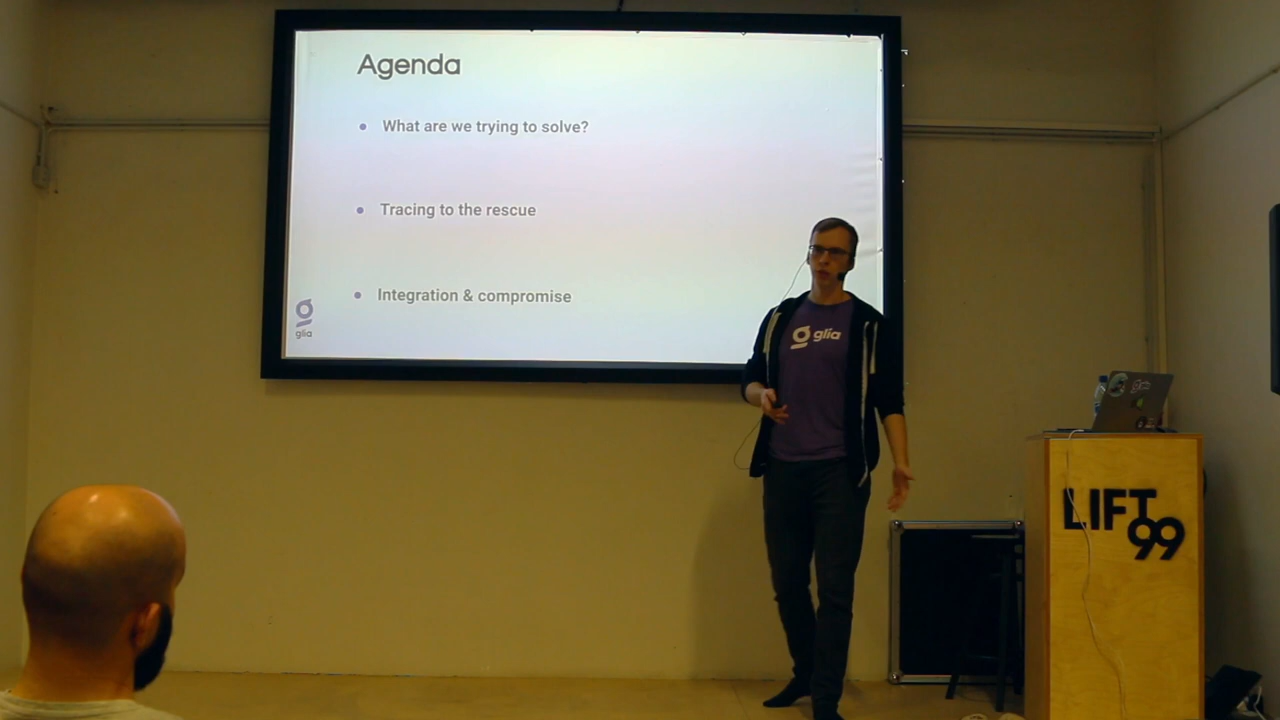 Agenda
What are we trying to solve?
Tracing to the rescue
Integration & compromise
glia
glia
LIFT
99